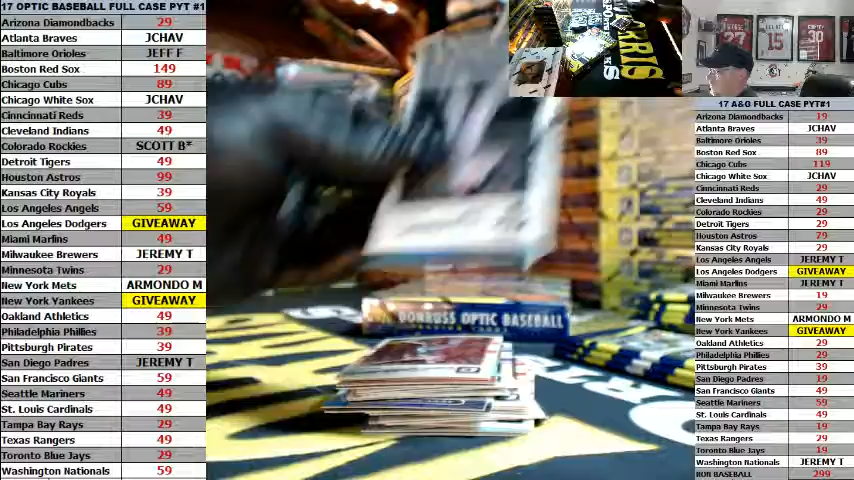 17 OPTIC BASEBALL FULL CASE PYT #1
Arizona Diamondbacks 29
Atlanta Braves JCHAV
Baltimore Orioles JEFF F
Boston Red Sox 149
Chicago Cubs 89
Chicago White Sox JCHAV
Cinncinati Reds 39
Cleveland Indians 49
Colorado Rockies SCOTT B*
Detroit Tigers 49
Houston Astros 99
Kansas City Royals 39
Los Angeles Angels 59
Los Angeles Dodgers GIVEAWAY
Miami Marlins 49
Milwaukee Brewers JEREMY T
Minnesota Twins 29
New York Mets ARMONDO M
New York Yankees GIVEAWAY
Oakland Athletics 49
Philadelphia Phillies 39
Pittsburgh Pirates 39
San Diego Padres JEREMY T
San Francisco Giants 59
Seattle Mariners 49
St. Louis Cardinals 49
Tampa Bay Rays 29
Texas Rangers 49
Toronto Blue Jays 29
Washington Nationals 59
DONRUSS OPTIC BASEBALL
27
15
30
17 A&G FULL CASE PYT#1
Arizona Diamondbacks 19
Atlanta Braves JCHAV
Baltimore Orioles 39
Boston Red Sox 89
Chicago Cubs 119
Chicago White Sox JCHAV
Cinncinati Reds 29
Cleveland Indians 49
Colorado Rockies 29
Detroit Tigers 29
Houston Astros 79
Kansas City Royals 29
Los Angeles Angels JEREMY T
Los Angeles Dodgers GIVEAWAY
Miami Marlins JEREMY T
Milwaukee Brewers 19
Minnesota Twins 29
New York Mets ARMONDO M
New York Yankees GIVEAWAY
Oakland Athletics 29
Philadelphia Phillies 29
Pittsburgh Pirates 39
San Diego Padres 19
San Francisco Giants 49
Seattle Mariners 59
St. Louis Cardinals 49
Tampa Bay Rays 19
Texas Rangers 29
Toronto Blue Jays 19
Washington Nationals JEREMY T
NON BASEBALL 299